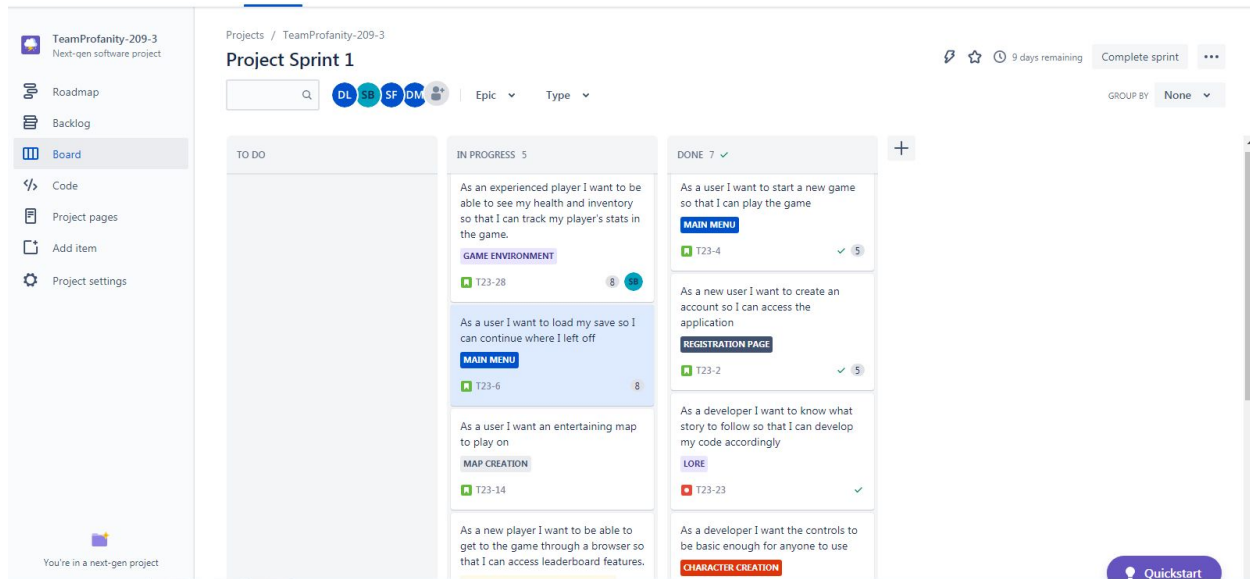 TeamProfanity-209-3
Next-gen software project
Roadmap
Backlog
Board
Code
Project pages
Add item
Project settings
You're in a next-gen project
Projects / TeamProfanity-209-3
Project Sprint 1
9 days remaining
Complete sprint
DL SB SF DM
Epic
Type
GROUP BY None
TO DO
IN PROGRESS 5
As an experienced player I want to be
able to see my health and inventory
so that I can track my player's stats in
the game.
GAME ENVIRONMENT
T23-28 8 SB
As a user I want to load my save so I
can continue where I left off
MAIN MENU
T23-6 8
As a user I want an entertaining map
to play on
MAP CREATION
T23-14
As a new player I want to be able to
get to the game through a browser so
that I can access leaderboard features.
DONE 7
As a user I want to start a new game
so that I can play the game
MAIN MENU
T23-4 5
As a new user I want to create an
account so I can access the
application
REGISTRATION PAGE
T23-2 5
As a developer I want to know what
story to follow so that I can develop
my code accordingly
LORE
T23-23
As a developer I want the controls to
be basic enough for anyone to use
CHARACTER CREATION
Quickstart